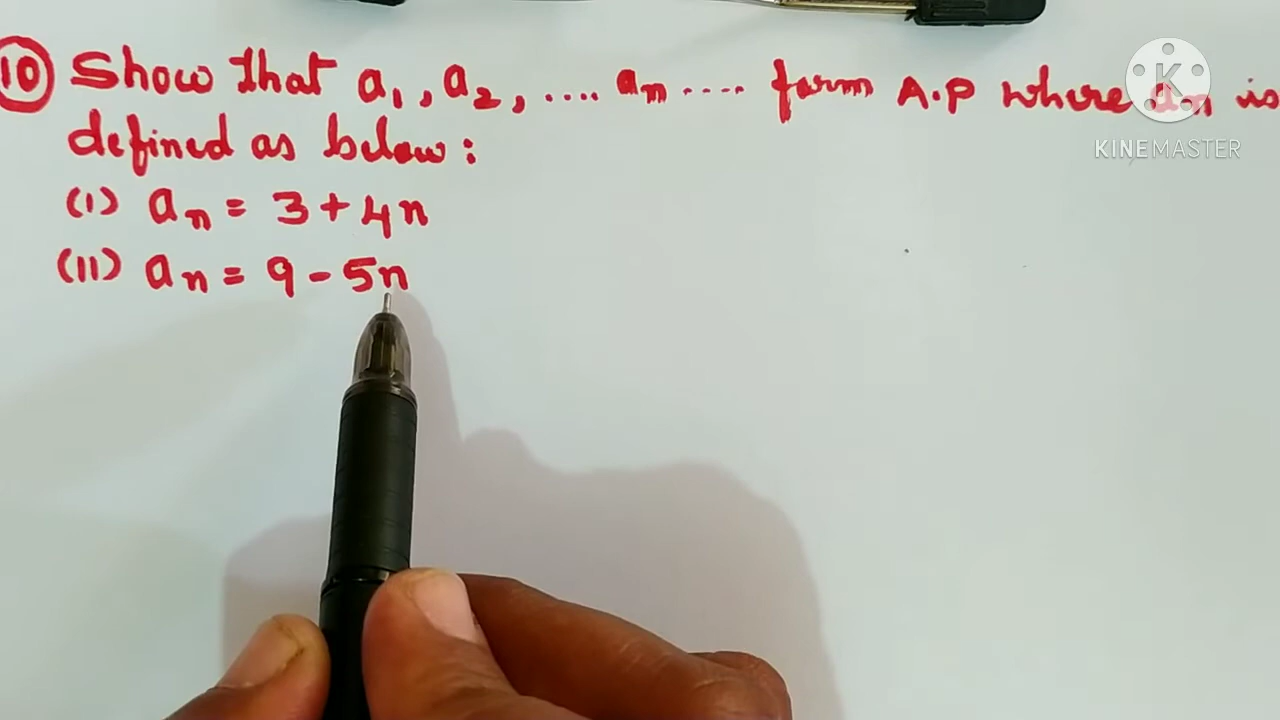 10 Show that a₁, a₂, .... aₙ .... form A.P where aₙ is
defined as below:
(I) aₙ = 3 + 4n
(II) aₙ = 9 - 5n
K
KINEMASTER